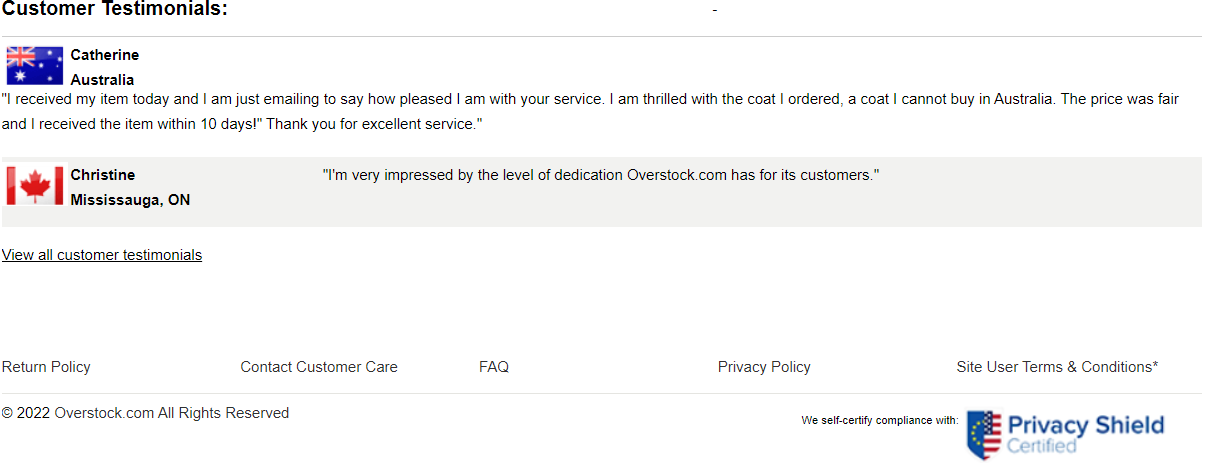 Customer Testimonials:
-
Catherine
Australia
"I received my item today and I am just emailing to say how pleased I am with your service. I am thrilled with the coat I ordered, a coat I cannot buy in Australia. The price was fair
and I received the item within 10 days!" Thank you for excellent service."
Christine
"I'm very impressed by the level of dedication Overstock.com has for its customers."
Mississauga, ON
View all customer testimonials
Return Policy
Contact Customer Care
FAQ
Privacy Policy
Site User Terms & Conditions*
© 2022 Overstock.com All Rights Reserved
We self-certify compliance with:
Privacy Shield
Certified